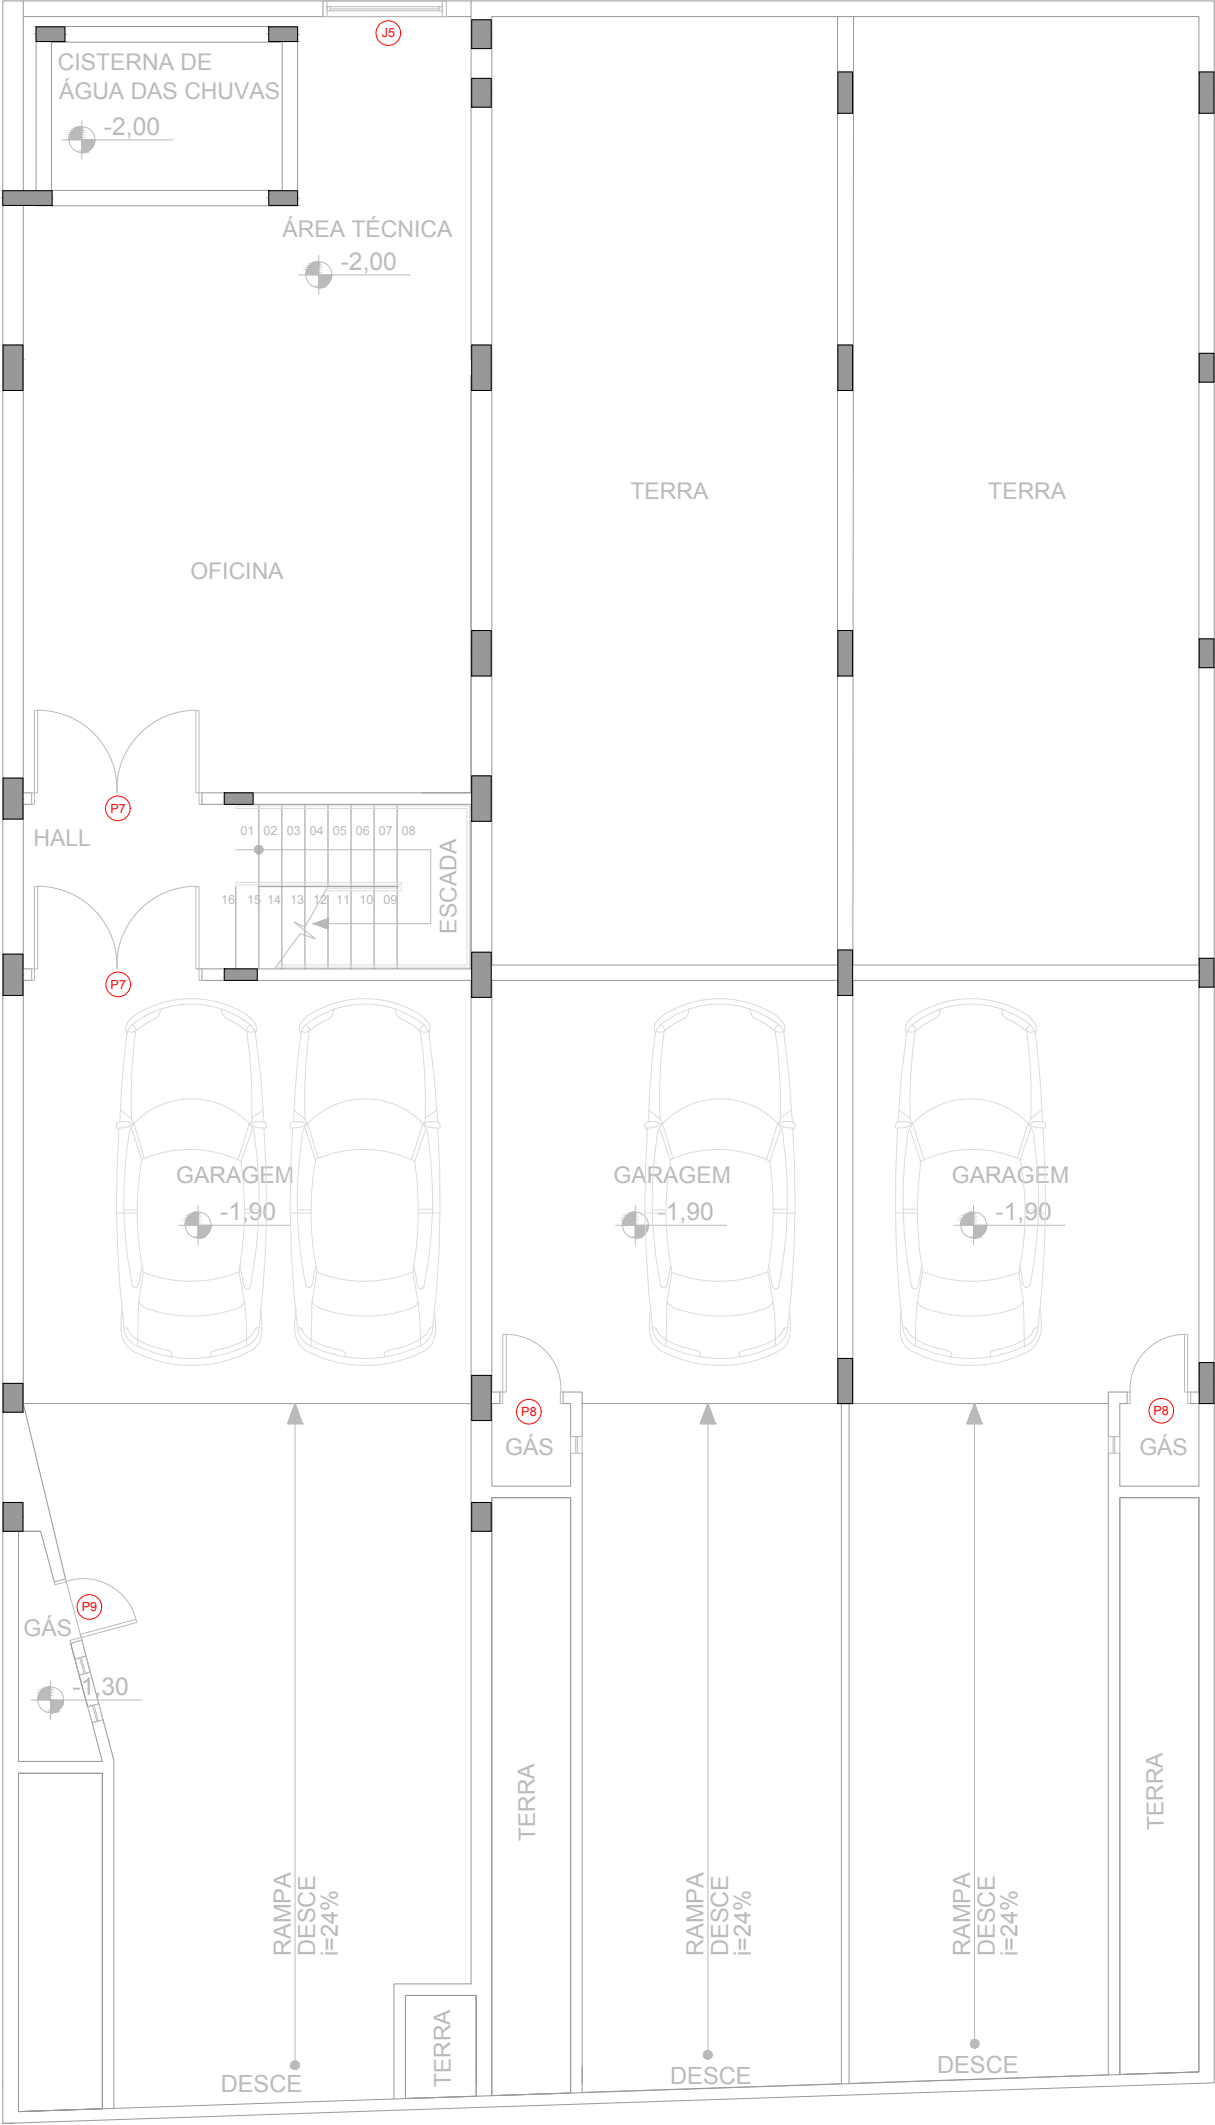 J5
CISTERNA DE
ÁGUA DAS CHUVAS
-2,00
ÁREA TÉCNICA
-2,00
TERRA
TERRA
OFICINA
P7
HALL
01 02 03 04 05 06 07 08
ESCADA
16 15 14 13 12 11 10 09
P7
GARAGEM
-1,90
GARAGEM
-1,90
GARAGEM
-1,90
P8
GÁS
P8
GÁS
P9
GÁS
-1,30
TERRA
TERRA
RAMPA
DESCE
i=24%
RAMPA
DESCE
i=24%
RAMPA
DESCE
i=24%
TERRA
DESCE
DESCE
DESCE